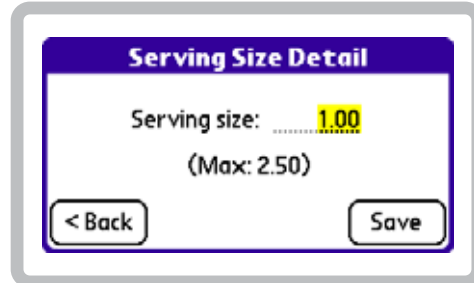 Serving Size Detail
Serving size: ......1.00
(Max: 2.50)
< Back Save